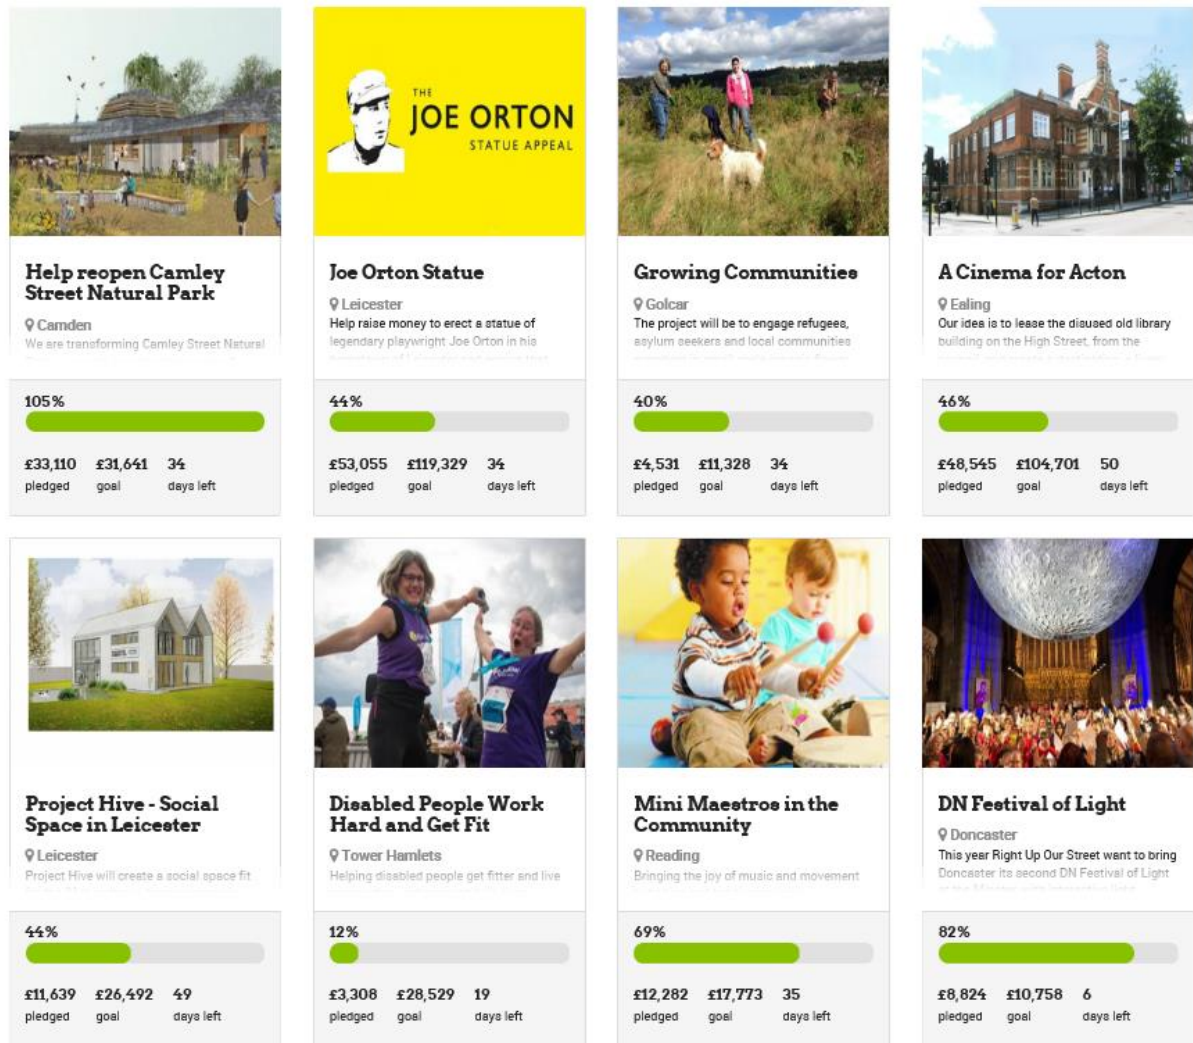 THE
JOE ORTON
STATUE APPEAL
Help reopen Camley
Street Natural Park
Camden
We are transforming Camley Street Natural
105%
£33,110 £31,641 34
pledged goal days left
Joe Orton Statue
Leicester
Help raise money to erect a statue of
legendary playwright Joe Orton in his
44%
£53,055 £119,329 34
pledged goal days left
Growing Communities
Golcar
The project will be to engage refugees,
asylum seekers and local communities
40%
£4,531 £11,328 34
pledged goal days left
A Cinema for Acton
Ealing
Our idea is to lease the disused old library
building on the High Street, from the
46%
£48,545 £104,701 50
pledged goal days left
Project Hive - Social
Space in Leicester
Leicester
Project Hive will create a social space fit
44%
£11,639 £26,492 49
pledged goal days left
Disabled People Work
Hard and Get Fit
Tower Hamlets
Helping disabled people get fitter and live
12%
£3,308 £28,529 19
pledged goal days left
Mini Maestros in the
Community
Reading
Bringing the joy of music and movement
69%
£12,282 £17,773 35
pledged goal days left
DN Festival of Light
Doncaster
This year Right Up Our Street want to bring
Doncaster its second DN Festival of Light
82%
£8,824 £10,758 6
pledged goal days left